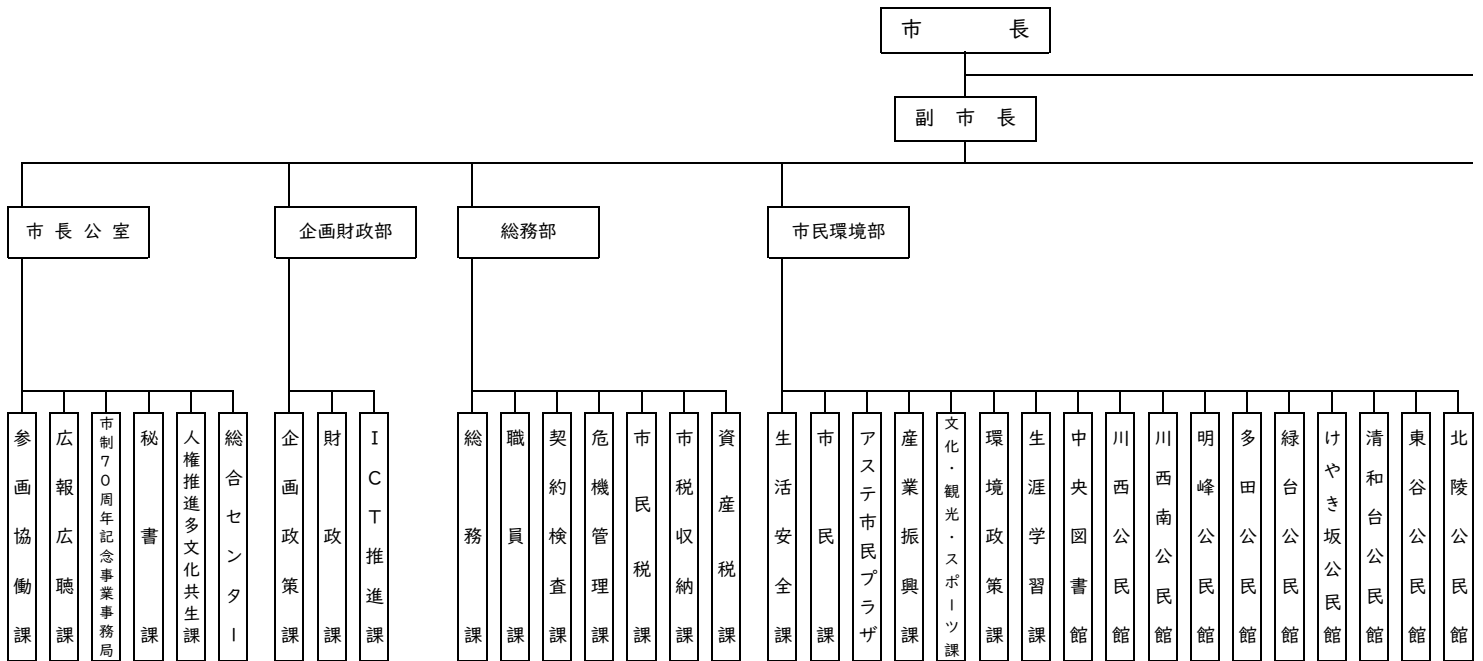 市長
副市長
市長公室
企画財政部
総務部
市民環境部
参画協働課
広報広聴課
市制70周年記念事業事務局
秘書課
人権推進多文化共生課
総合センター
企画政策課
財政課
ICT推進課
総務課
職員課
契約検査課
危機管理課
市民税課
市税収納課
資産税課
生活安全課
市民課
アステ市民プラザ
産業振興課
文化・観光・スポーツ課
環境政策課
生涯学習課
中央図書館
川西公民館
川西南公民館
明峰公民館
多田公民館
緑台公民館
けやき坂公民館
清和台公民館
東谷公民館
北陵公民館